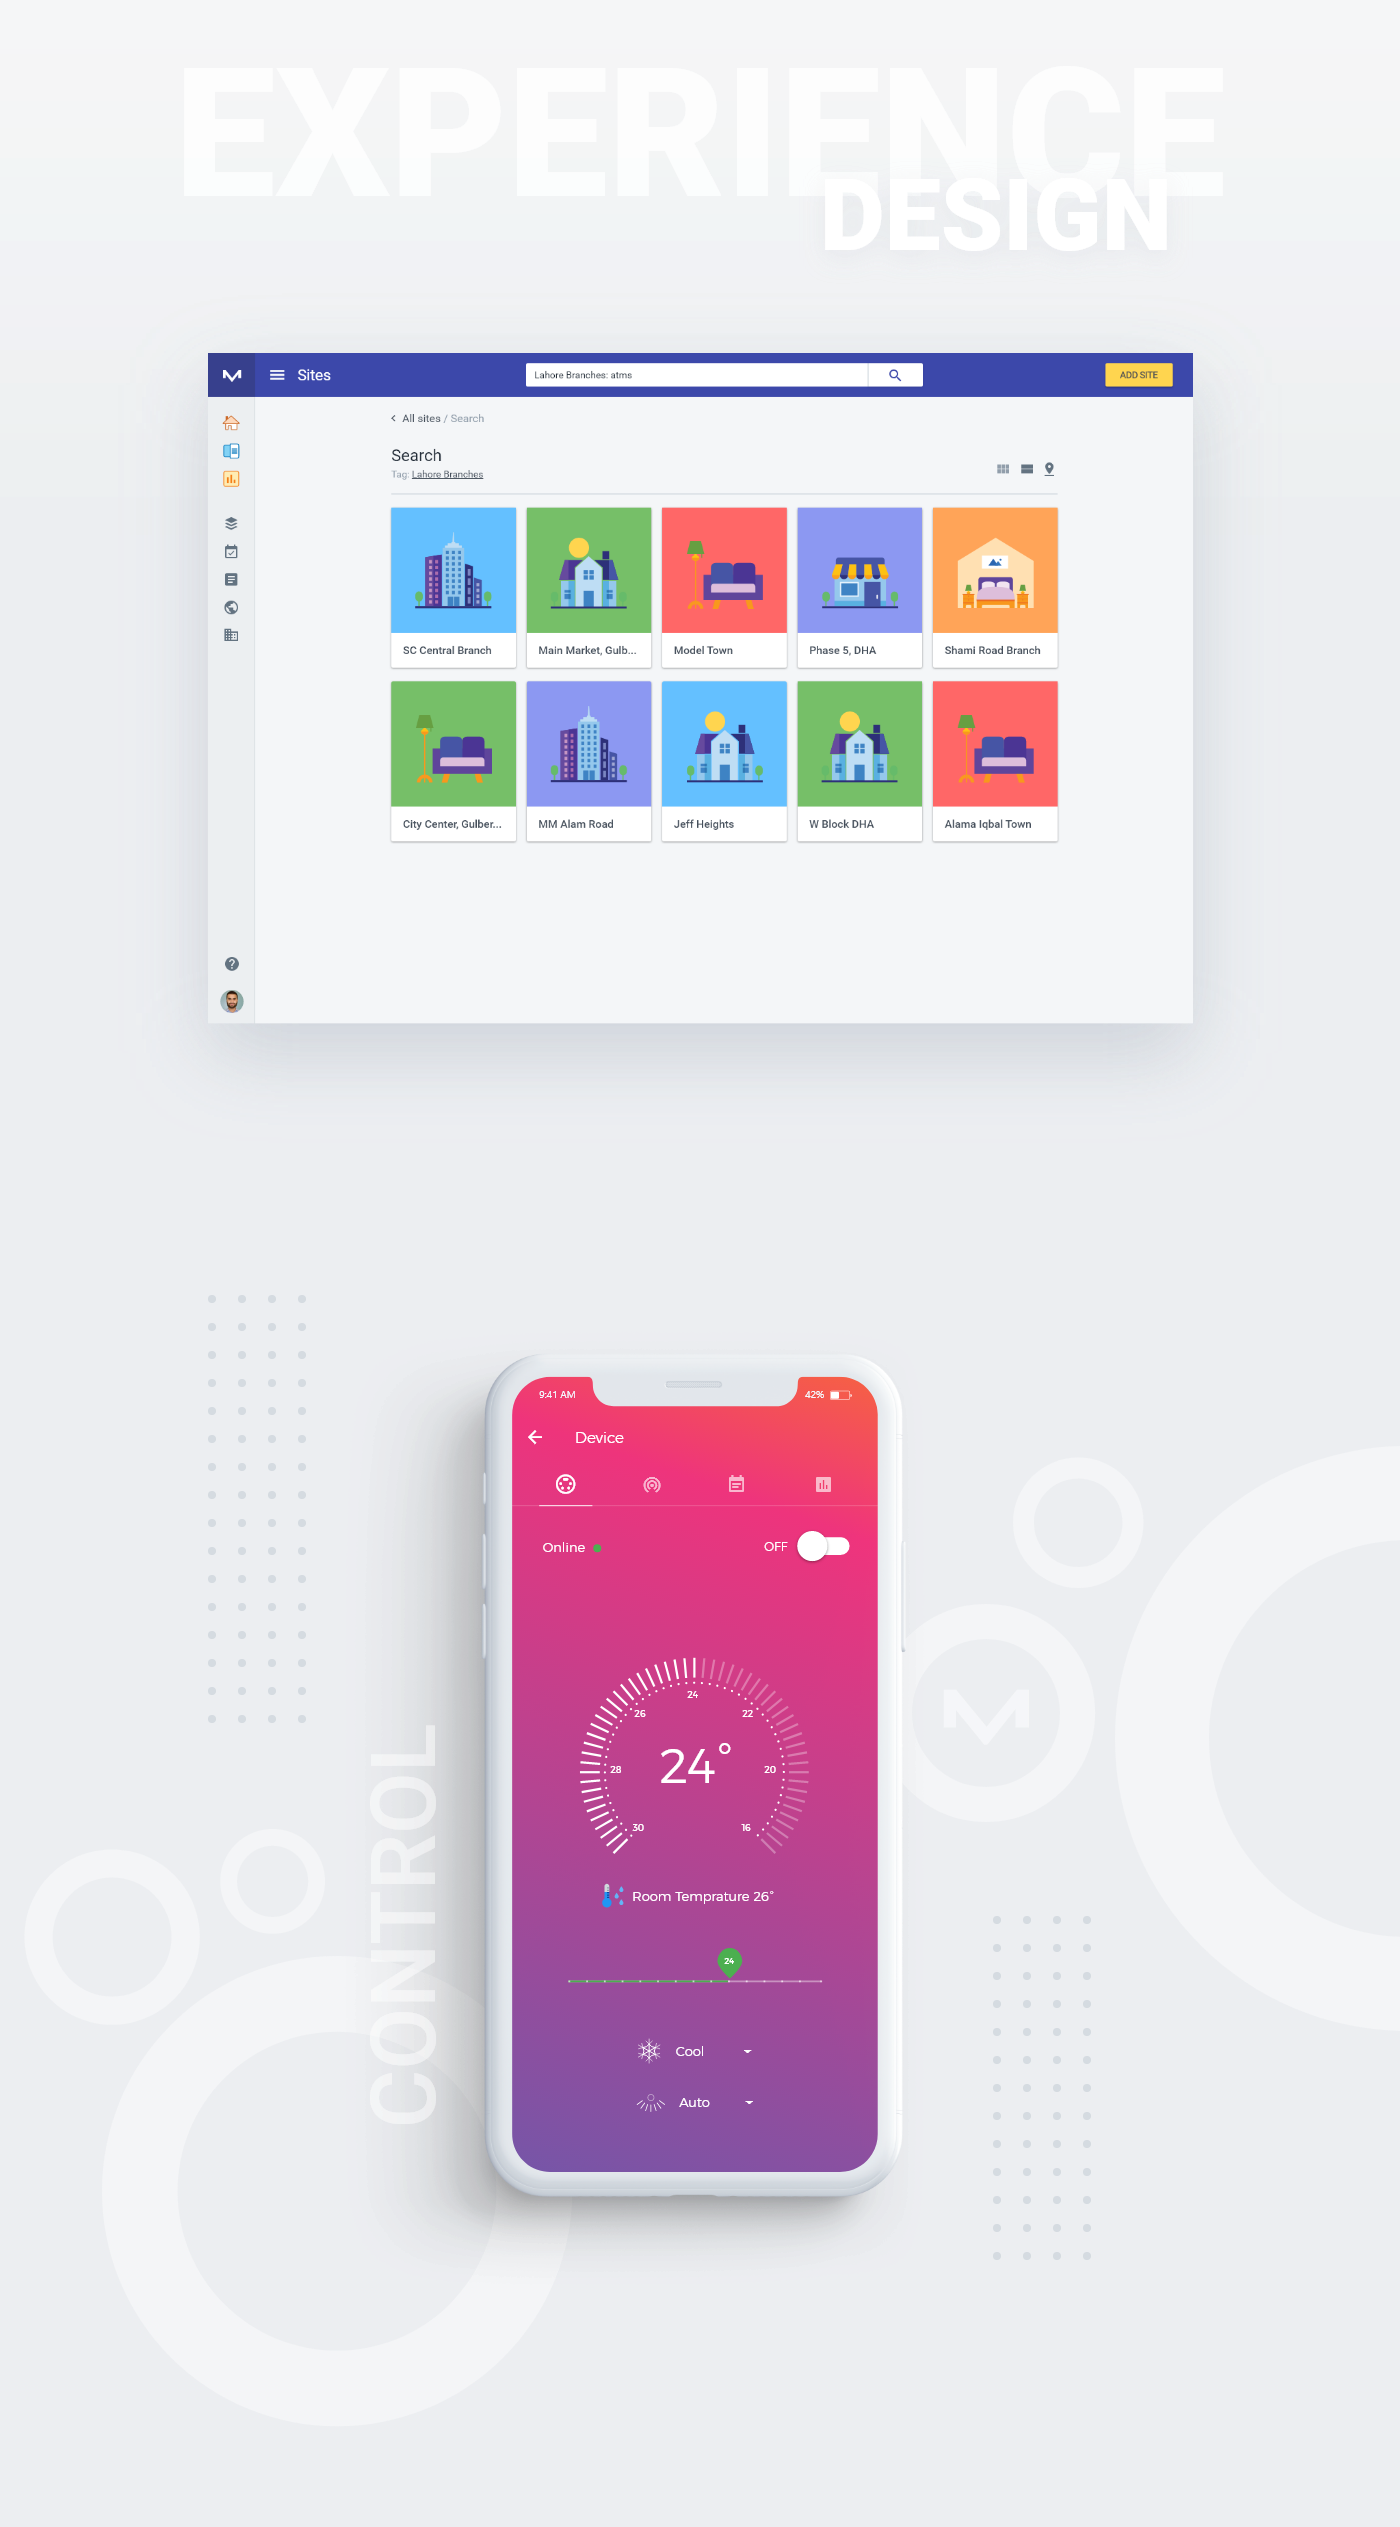 EXPERIENCE
DESIGN
Sites
Lahore Branches: atms
ADD SITE
All sites / Search
Search
Tag: Lahore Branches
SC Central Branch
Main Market, Gulb...
Model Town
Phase 5, DHA
Shami Road Branch
City Center, Gulber...
MM Alam Road
Jeff Heights
W Block DHA
Alama Iqbal Town
9:41 AM
42%
Device
Online
OFF
24
26
22
24°
28
20
30
16
Room Temprature 26°
24
Cool
Auto
CONTROL